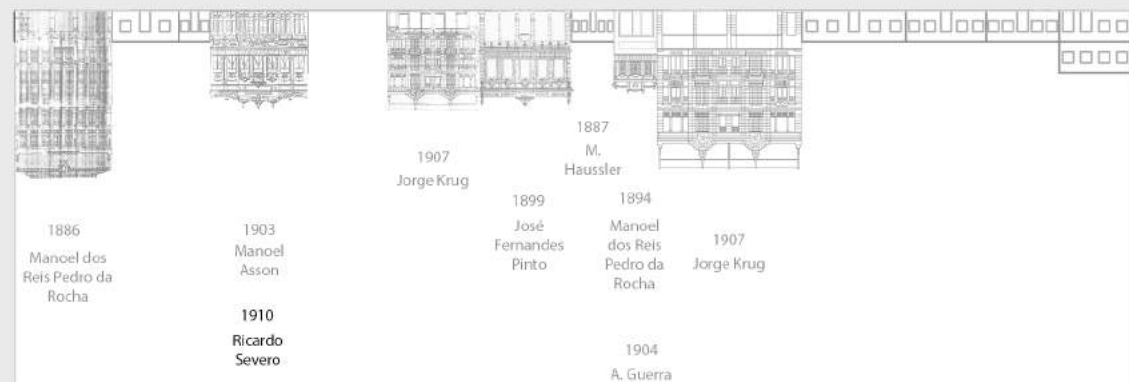 1886
Manoel dos
Reis Pedro da
Rocha
1903
Manoel
Asson
1910
Ricardo
Severo
1907
Jorge Krug
1899
José
Fernandes
Pinto
1887
M.
Haussler
1894
Manoel
dos Reis
Pedro da
Rocha
1904
A. Guerra
1907
Jorge Krug